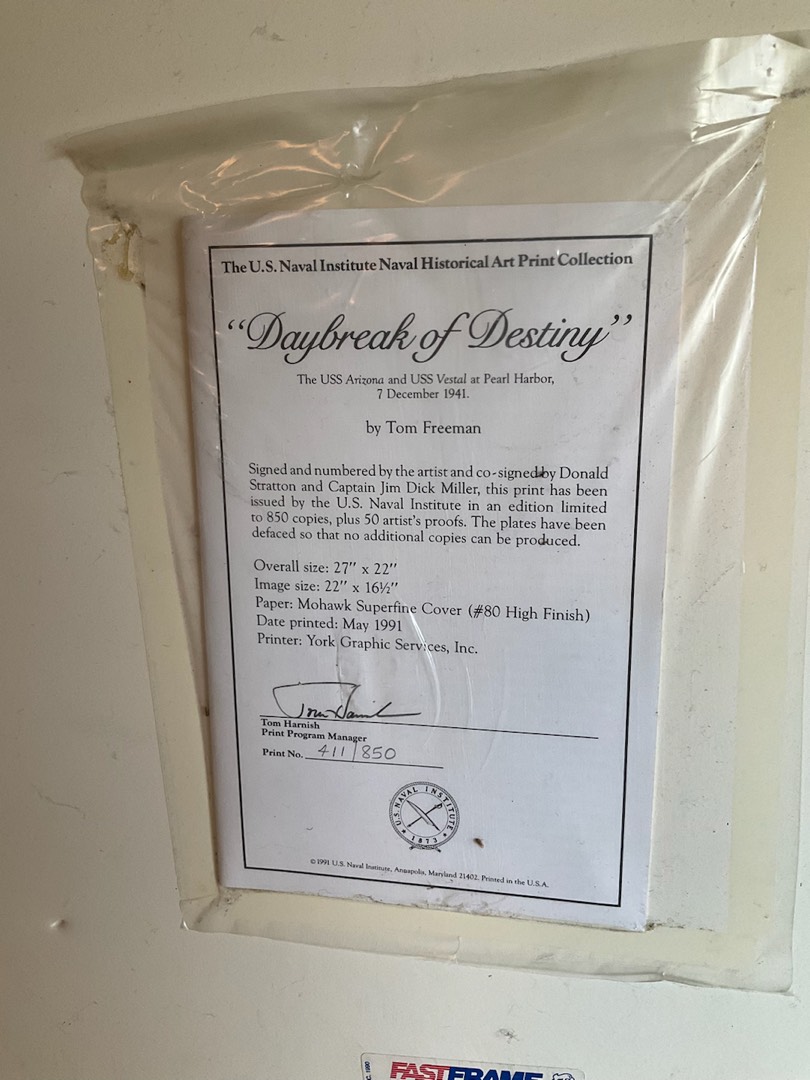 The U.S. Naval Institute Naval Historical Art Print Collection
“Daybreak of Destiny”
The USS Arizona and USS Vestal at Pearl Harbor,
7 December 1941.
by Tom Freeman
Signed and numbered by the artist and co-signed by Donald
Stratton and Captain Jim Dick Miller, this print has been
issued by the U.S. Naval Institute in an edition limited
to 850 copies, plus 50 artist's proofs. The plates have been
defaced so that no additional copies can be produced.
Overall size: 27″ x 22″
Image size: 22″ x 16½″
Paper: Mohawk Superfine Cover (#80 High Finish)
Date printed: May 1991
Printer: York Graphic Services, Inc.
Tom Harnish
Tom Harnish
Print Program Manager
Print No. 411/850
U.S. NAVAL INSTITUTE
1873
© 1991 U.S. Naval Institute, Annapolis, Maryland 21402. Printed in the U.S.A.
FASTFRAME